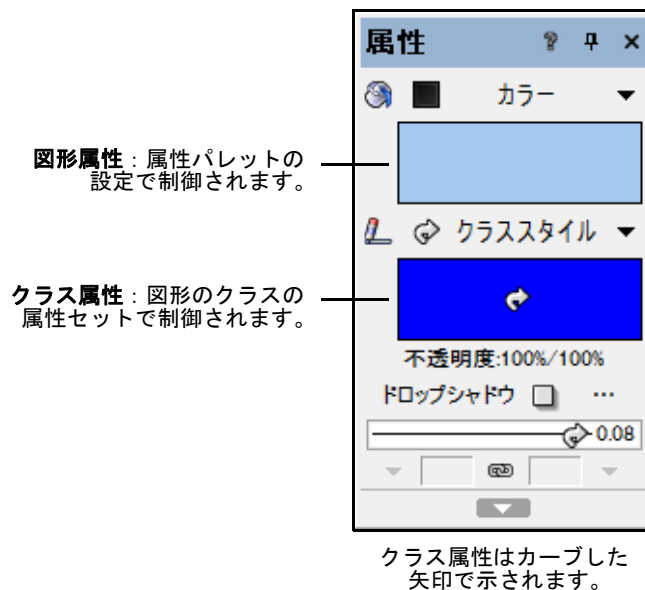 属性
カラー
図形属性：属性パレットの
設定で制御されます。
クラススタイル
クラス属性：図形のクラスの
属性セットで制御されます。
不透明度:100%/100%
ドロップシャドウ ...
0.08
クラス属性はカーブした
矢印で示されます。